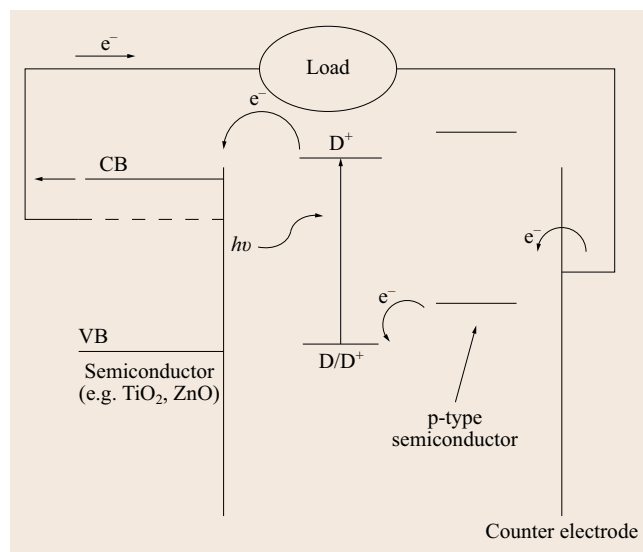 e⁻
Load
e⁻
D⁺
CB
hν
e⁻
e⁻
VB
D/D⁺
Semiconductor
(e.g. TiO₂, ZnO)
p-type
semiconductor
Counter electrode